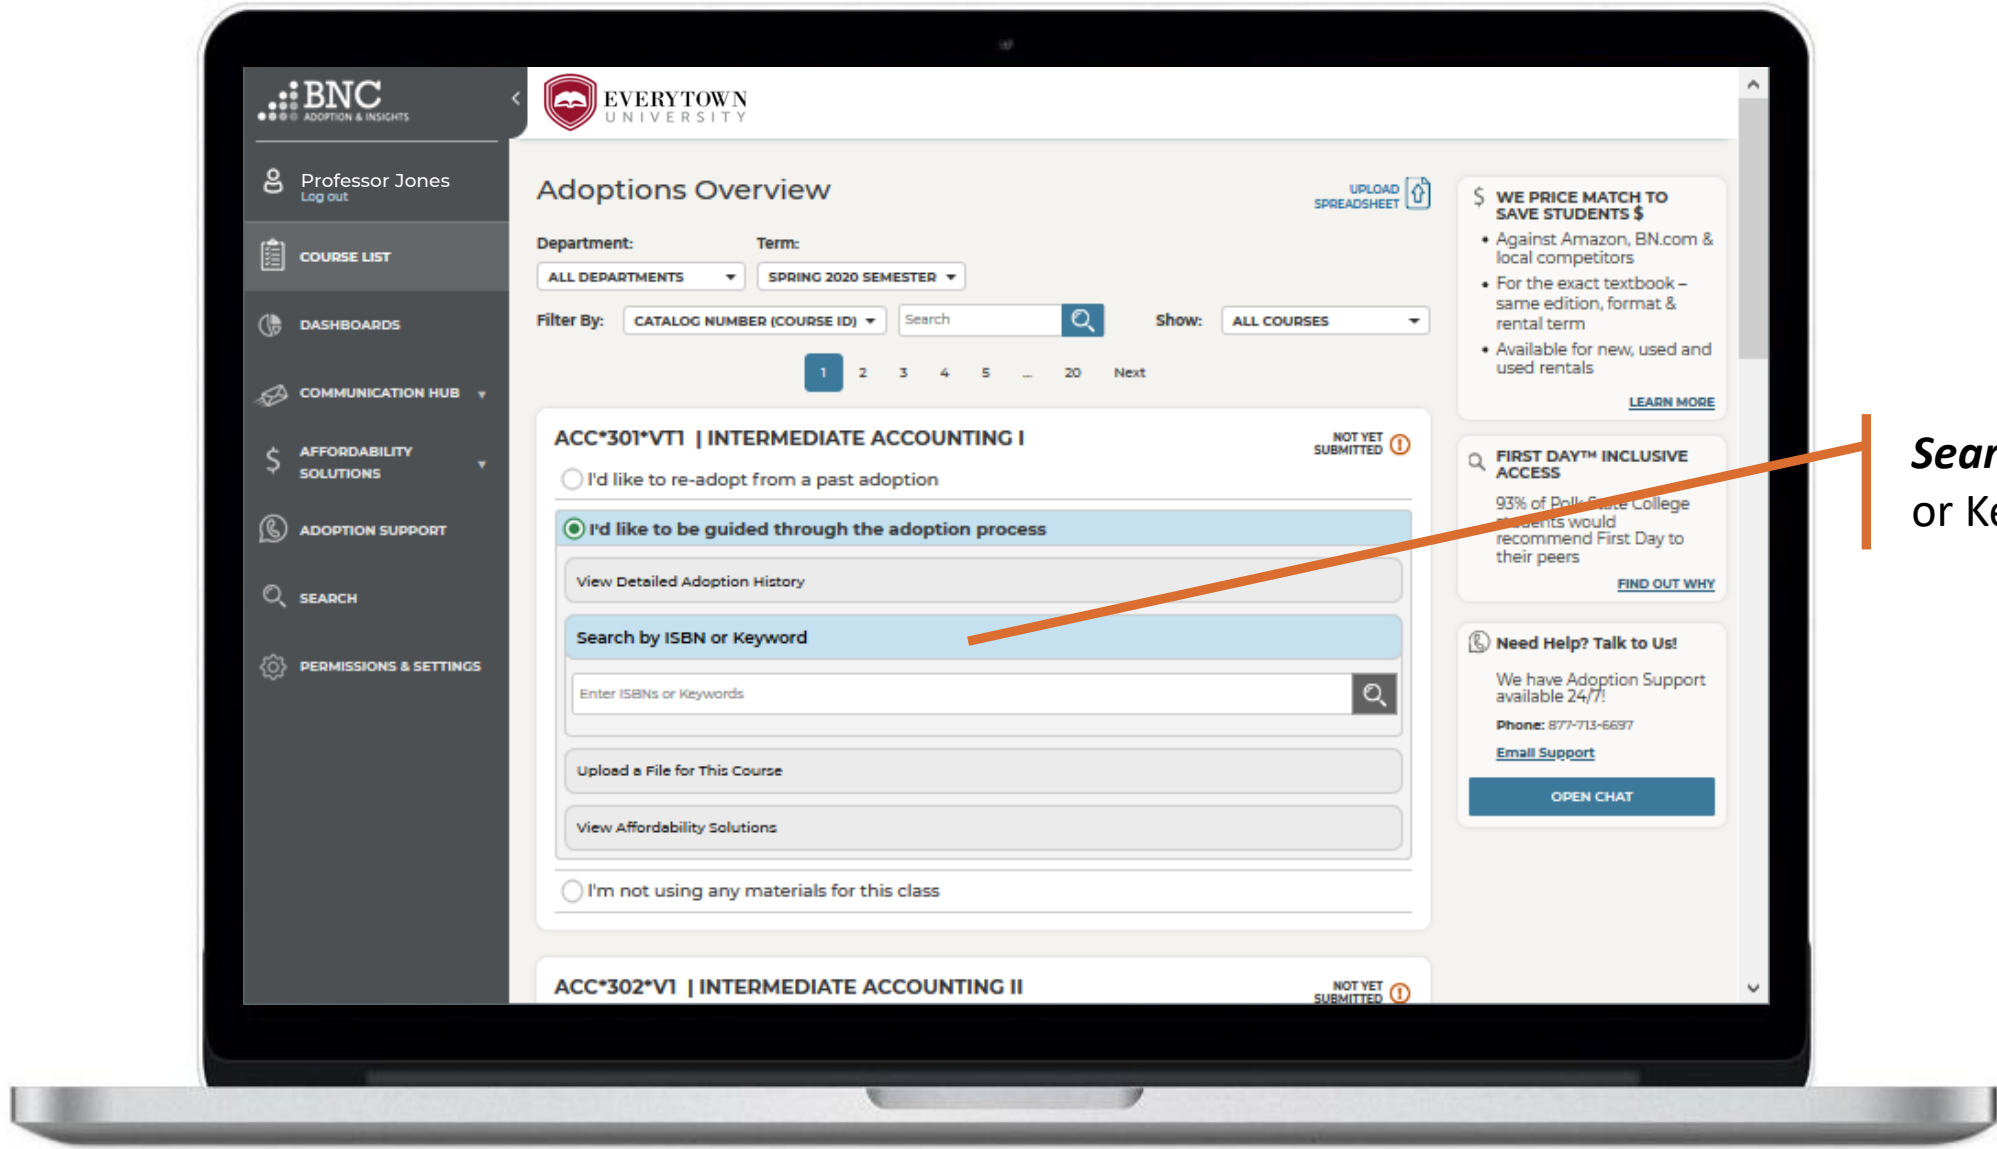 BNC
ADOPTION & INSIGHTS
EVERYTOWN
UNIVERSITY
Professor Jones
Log out
COURSE LIST
DASHBOARDS
COMMUNICATION HUB
AFFORDABILITY
SOLUTIONS
ADOPTION SUPPORT
SEARCH
PERMISSIONS & SETTINGS
Adoptions Overview
UPLOAD
SPREADSHEET
Department: Term:
ALL DEPARTMENTS SPRING 2020 SEMESTER
Filter By: CATALOG NUMBER (COURSE ID) Search Show: ALL COURSES
1 2 3 4 5 ... 20 Next
ACC*301*VT1 | INTERMEDIATE ACCOUNTING I
NOT YET
SUBMITTED
I'd like to re-adopt from a past adoption
I'd like to be guided through the adoption process
View Detailed Adoption History
Search by ISBN or Keyword
Enter ISBNs or Keywords
Upload a File for This Course
View Affordability Solutions
I'm not using any materials for this class
ACC*302*V1 | INTERMEDIATE ACCOUNTING II
NOT YET
SUBMITTED
$ WE PRICE MATCH TO
SAVE STUDENTS $
• Against Amazon, BN.com &
local competitors
• For the exact textbook –
same edition, format &
rental term
• Available for new, used and
used rentals
LEARN MORE
FIRST DAY™ INCLUSIVE
ACCESS
93% of Polk State College
students would
recommend First Day to
their peers
FIND OUT WHY
Need Help? Talk to Us!
We have Adoption Support
available 24/7!
Phone: 877-713-6697
Email Support
OPEN CHAT
or